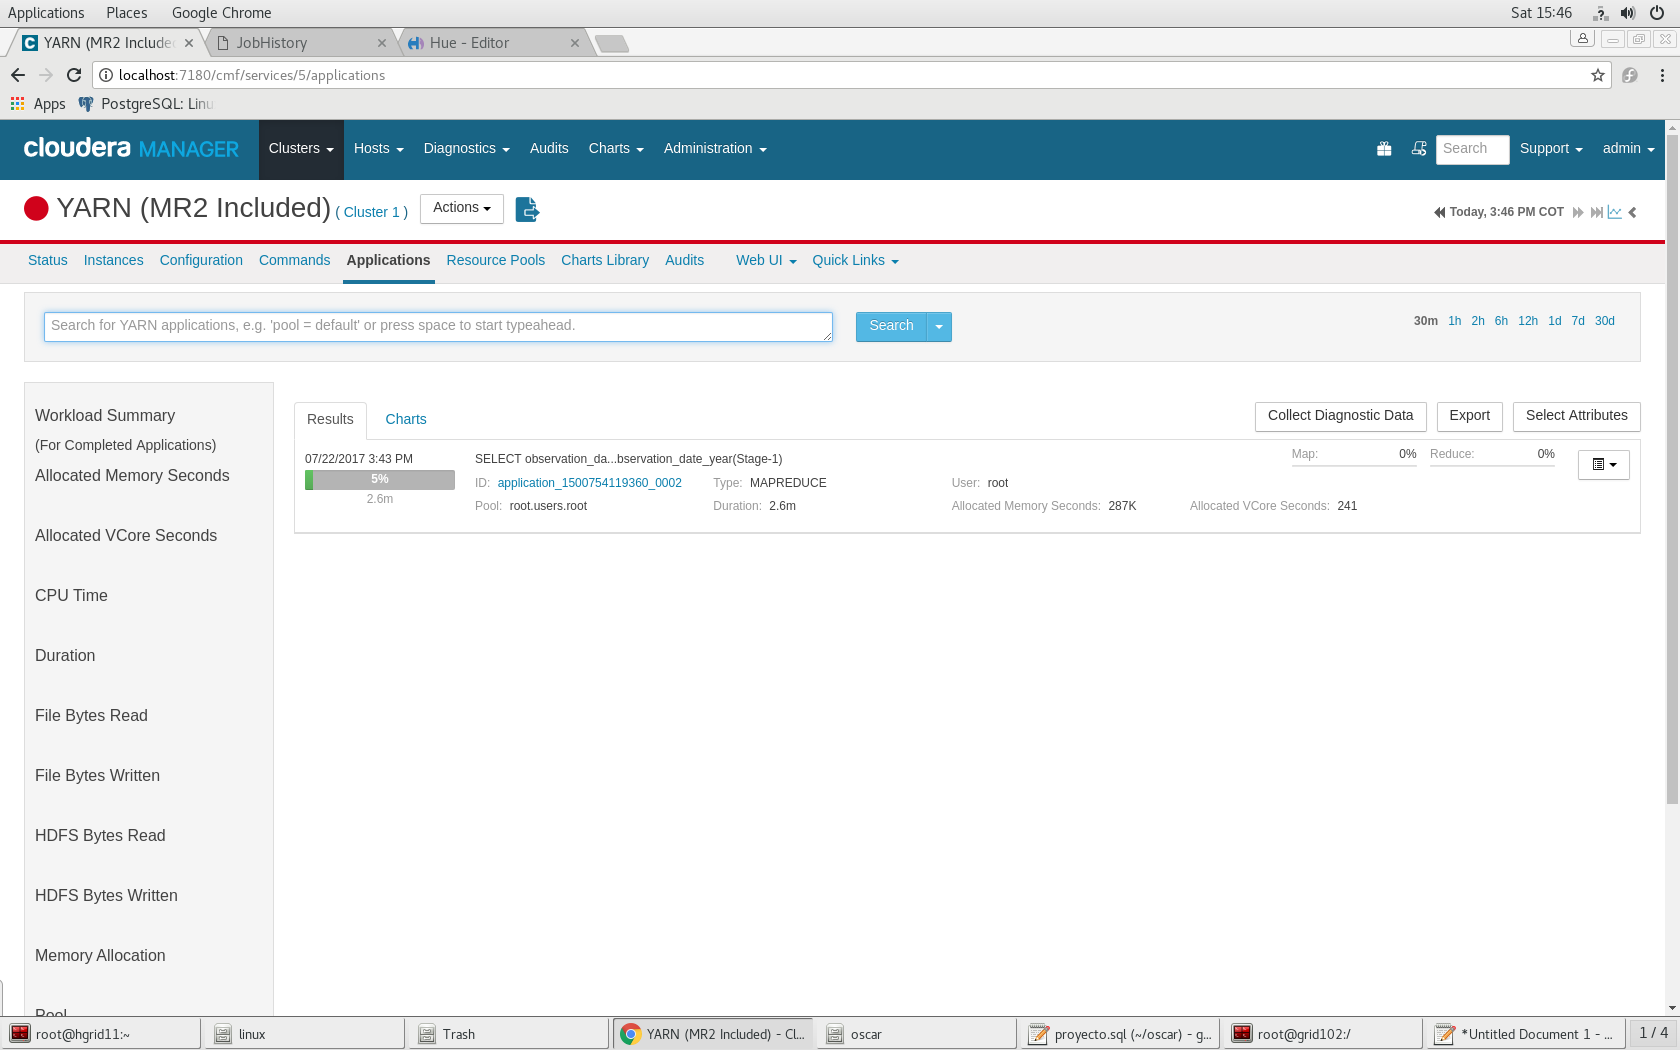 Applications Places Google Chrome Sat 15:46
YARN (MR2 Include JobHistory Hue - Editor
localhost:7180/cmf/services/5/applications
Apps PostgreSQL: Linu
cloudera MANAGER Clusters Hosts Diagnostics Audits Charts Administration Search Support admin
YARN (MR2 Included) ( Cluster 1 ) Actions Today, 3:46 PM COT
Status Instances Configuration Commands Applications Resource Pools Charts Library Audits Web UI Quick Links
Search for YARN applications, e.g. 'pool = default' or press space to start typeahead. Search 30m 1h 2h 6h 12h 1d 7d 30d
Workload Summary
(For Completed Applications)
Allocated Memory Seconds
Allocated VCore Seconds
CPU Time
Duration
File Bytes Read
File Bytes Written
HDFS Bytes Read
HDFS Bytes Written
Memory Allocation
Pool
Results Charts Collect Diagnostic Data Export Select Attributes
07/22/2017 3:43 PM SELECT observation_da...bservation_date_year(Stage-1) Map: 0% Reduce: 0%
5% ID: application_1500754119360_0002 Type: MAPREDUCE User: root
2.6m Pool: root.users.root Duration: 2.6m Allocated Memory Seconds: 287K Allocated VCore Seconds: 241
root@hgrid11:~ linux Trash YARN (MR2 Included) - Cl... oscar proyecto.sql (~/oscar) - g... root@grid102:/ *Untitled Document 1 - ... 1 / 4